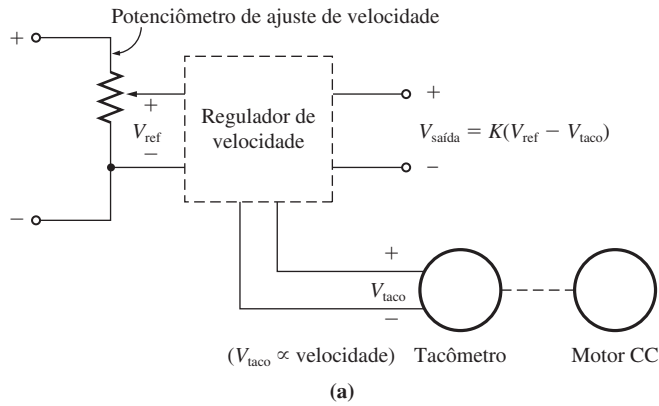 Potenciômetro de ajuste de velocidade
+
+
V_ref
−
Regulador de
velocidade
+
V_saída = K(V_ref − V_taco)
−
−
+
V_taco
−
(V_taco ∝ velocidade)
Tacômetro
Motor CC
(a)